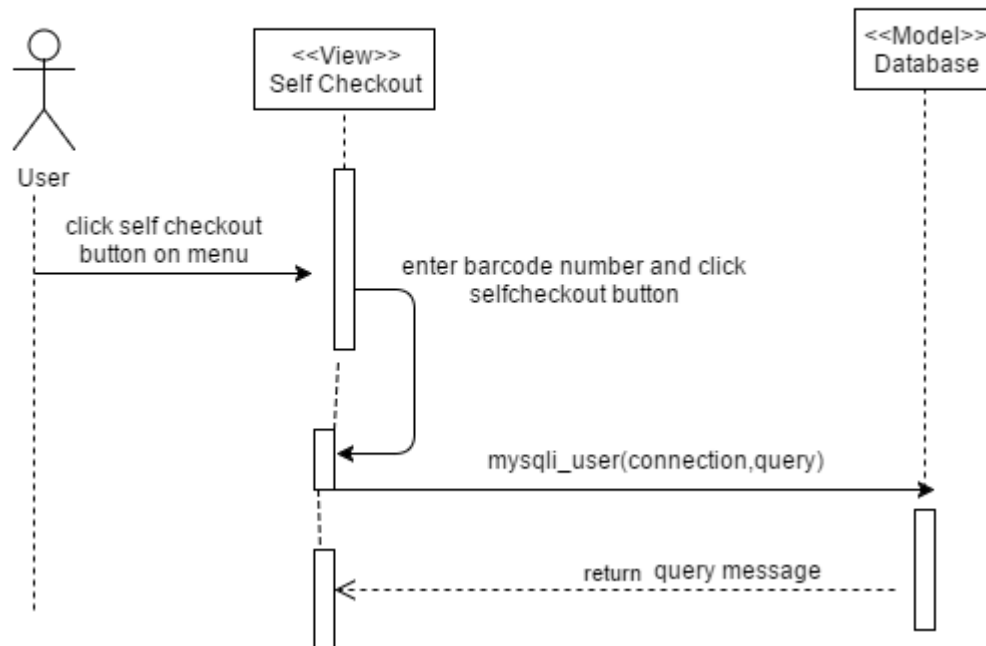 <<View>>
Self Checkout
<<Model>>
Database
User
click self checkout
button on menu
enter barcode number and click
selfcheckout button
mysqli_user(connection,query)
return query message